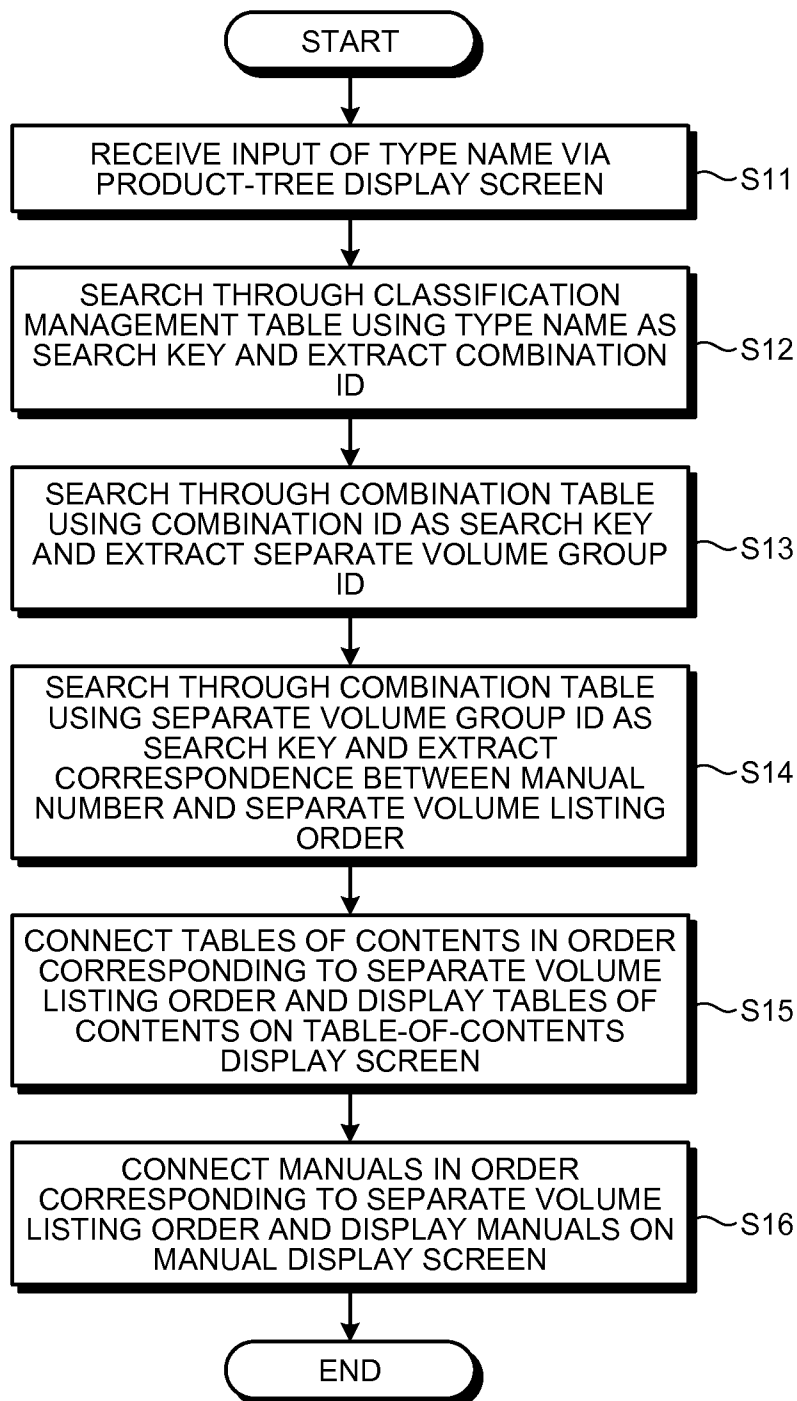 START
RECEIVE INPUT OF TYPE NAME VIA
PRODUCT-TREE DISPLAY SCREEN
S11
SEARCH THROUGH CLASSIFICATION
MANAGEMENT TABLE USING TYPE NAME AS
SEARCH KEY AND EXTRACT COMBINATION
ID
S12
SEARCH THROUGH COMBINATION TABLE
USING COMBINATION ID AS SEARCH KEY
AND EXTRACT SEPARATE VOLUME GROUP
ID
S13
SEARCH THROUGH COMBINATION TABLE
USING SEPARATE VOLUME GROUP ID AS
SEARCH KEY AND EXTRACT
CORRESPONDENCE BETWEEN MANUAL
NUMBER AND SEPARATE VOLUME LISTING
ORDER
S14
CONNECT TABLES OF CONTENTS IN ORDER
CORRESPONDING TO SEPARATE VOLUME
LISTING ORDER AND DISPLAY TABLES OF
CONTENTS ON TABLE-OF-CONTENTS
DISPLAY SCREEN
S15
CONNECT MANUALS IN ORDER
CORRESPONDING TO SEPARATE VOLUME
LISTING ORDER AND DISPLAY MANUALS ON
MANUAL DISPLAY SCREEN
S16
END